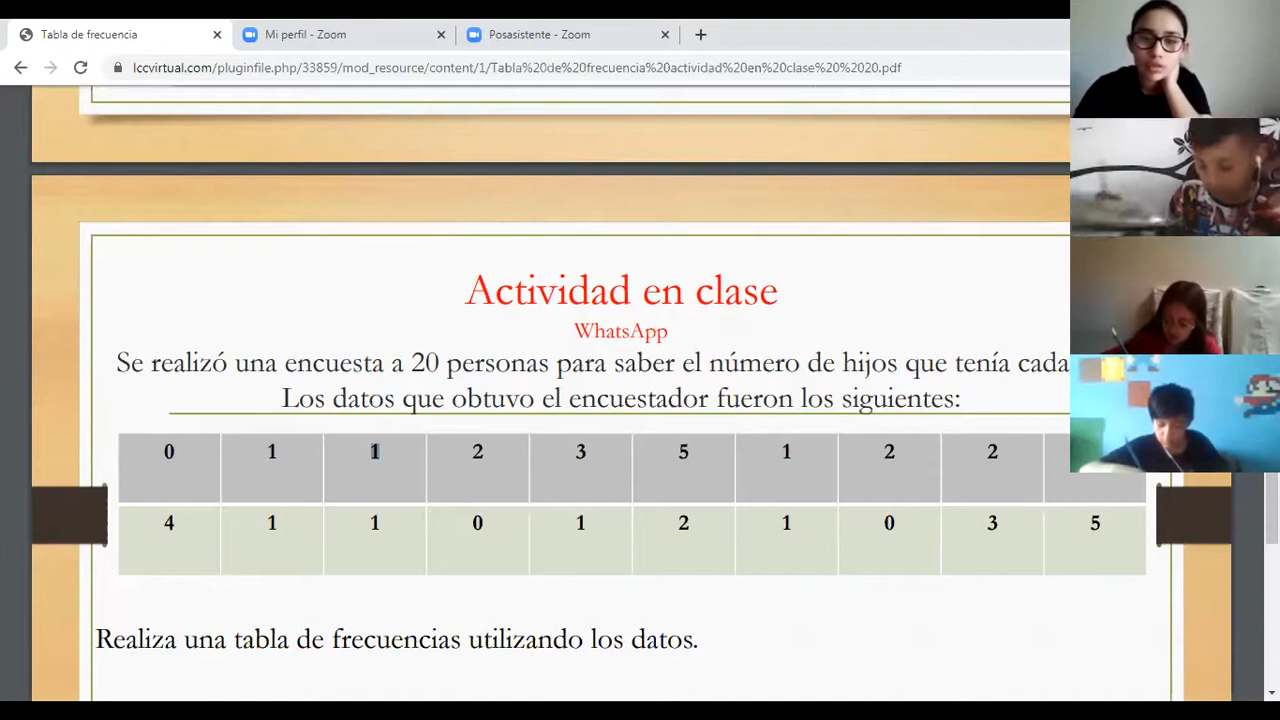 Tabla de frecuencia
Mi perfil - Zoom
Posasistente - Zoom
lccvirtual.com/pluginfile.php/33859/mod_resource/content/1/Tabla%20de%20frecuencia%20actividad%20en%20clase%20%2020.pdf
Actividad en clase
WhatsApp
Se realizó una encuesta a 20 personas para saber el número de hijos que tenía cada
Los datos que obtuvo el encuestador fueron los siguientes:
0 1 1 2 3 5 1 2 2
4 1 1 0 1 2 1 0 3 5
Realiza una tabla de frecuencias utilizando los datos.